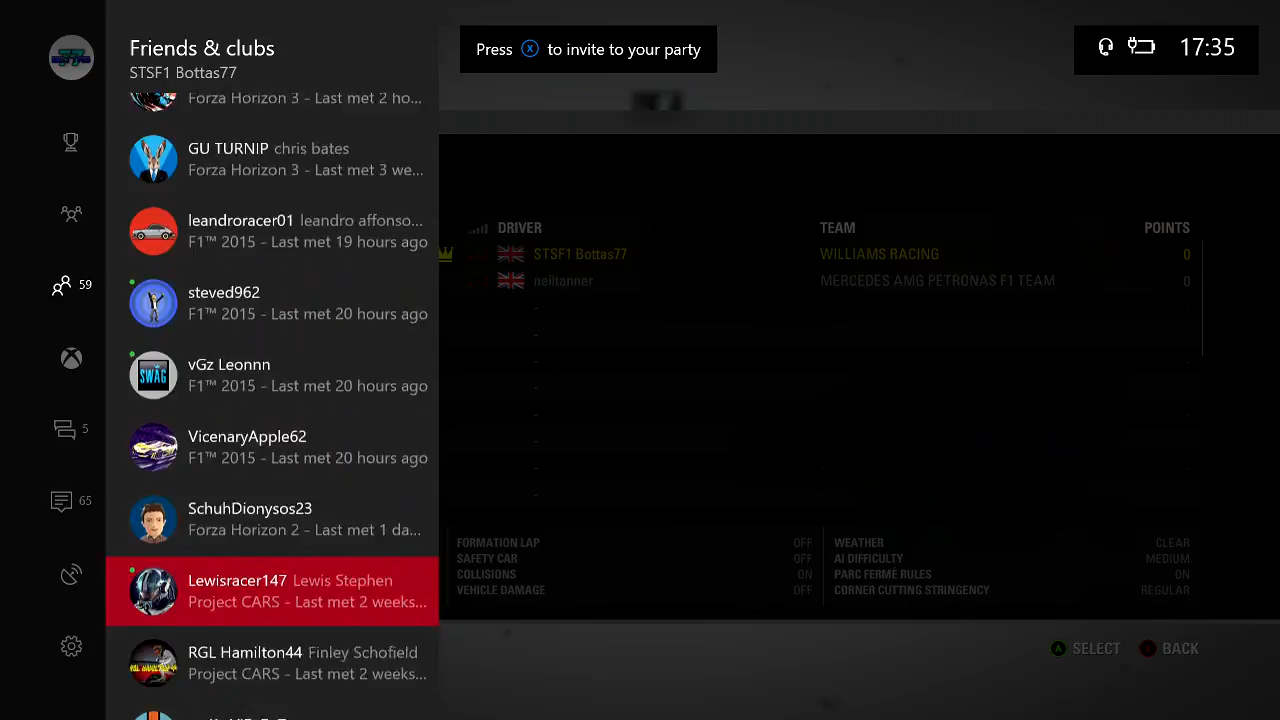 Friends & clubs
STSF1 Bottas77
Press X to invite to your party
17:35
Forza Horizon 3 - Last met 2 ho...
GU TURNIP chris bates
Forza Horizon 3 - Last met 3 we...
leandroracer01 leandro affonso...
F1™ 2015 - Last met 19 hours ago
steved962
F1™ 2015 - Last met 20 hours ago
59
vGz Leonnn
F1™ 2015 - Last met 20 hours ago
SWAG
5
VicenaryApple62
F1™ 2015 - Last met 20 hours ago
65
SchuhDionysos23
Forza Horizon 2 - Last met 1 da...
Lewisracer147 Lewis Stephen
Project CARS - Last met 2 weeks...
RGL Hamilton44 Finley Schofield
Project CARS - Last met 2 weeks...
DRIVER TEAM POINTS
STSF1 Bottas77 WILLIAMS RACING 0
neiltanner MERCEDES AMG PETRONAS F1 TEAM 0
-
-
-
-
-
-
-
-
FORMATION LAP OFF WEATHER CLEAR
SAFETY CAR OFF AI DIFFICULTY MEDIUM
COLLISIONS ON PARC FERMÉ RULES ON
VEHICLE DAMAGE OFF CORNER CUTTING STRINGENCY REGULAR
A SELECT BACK